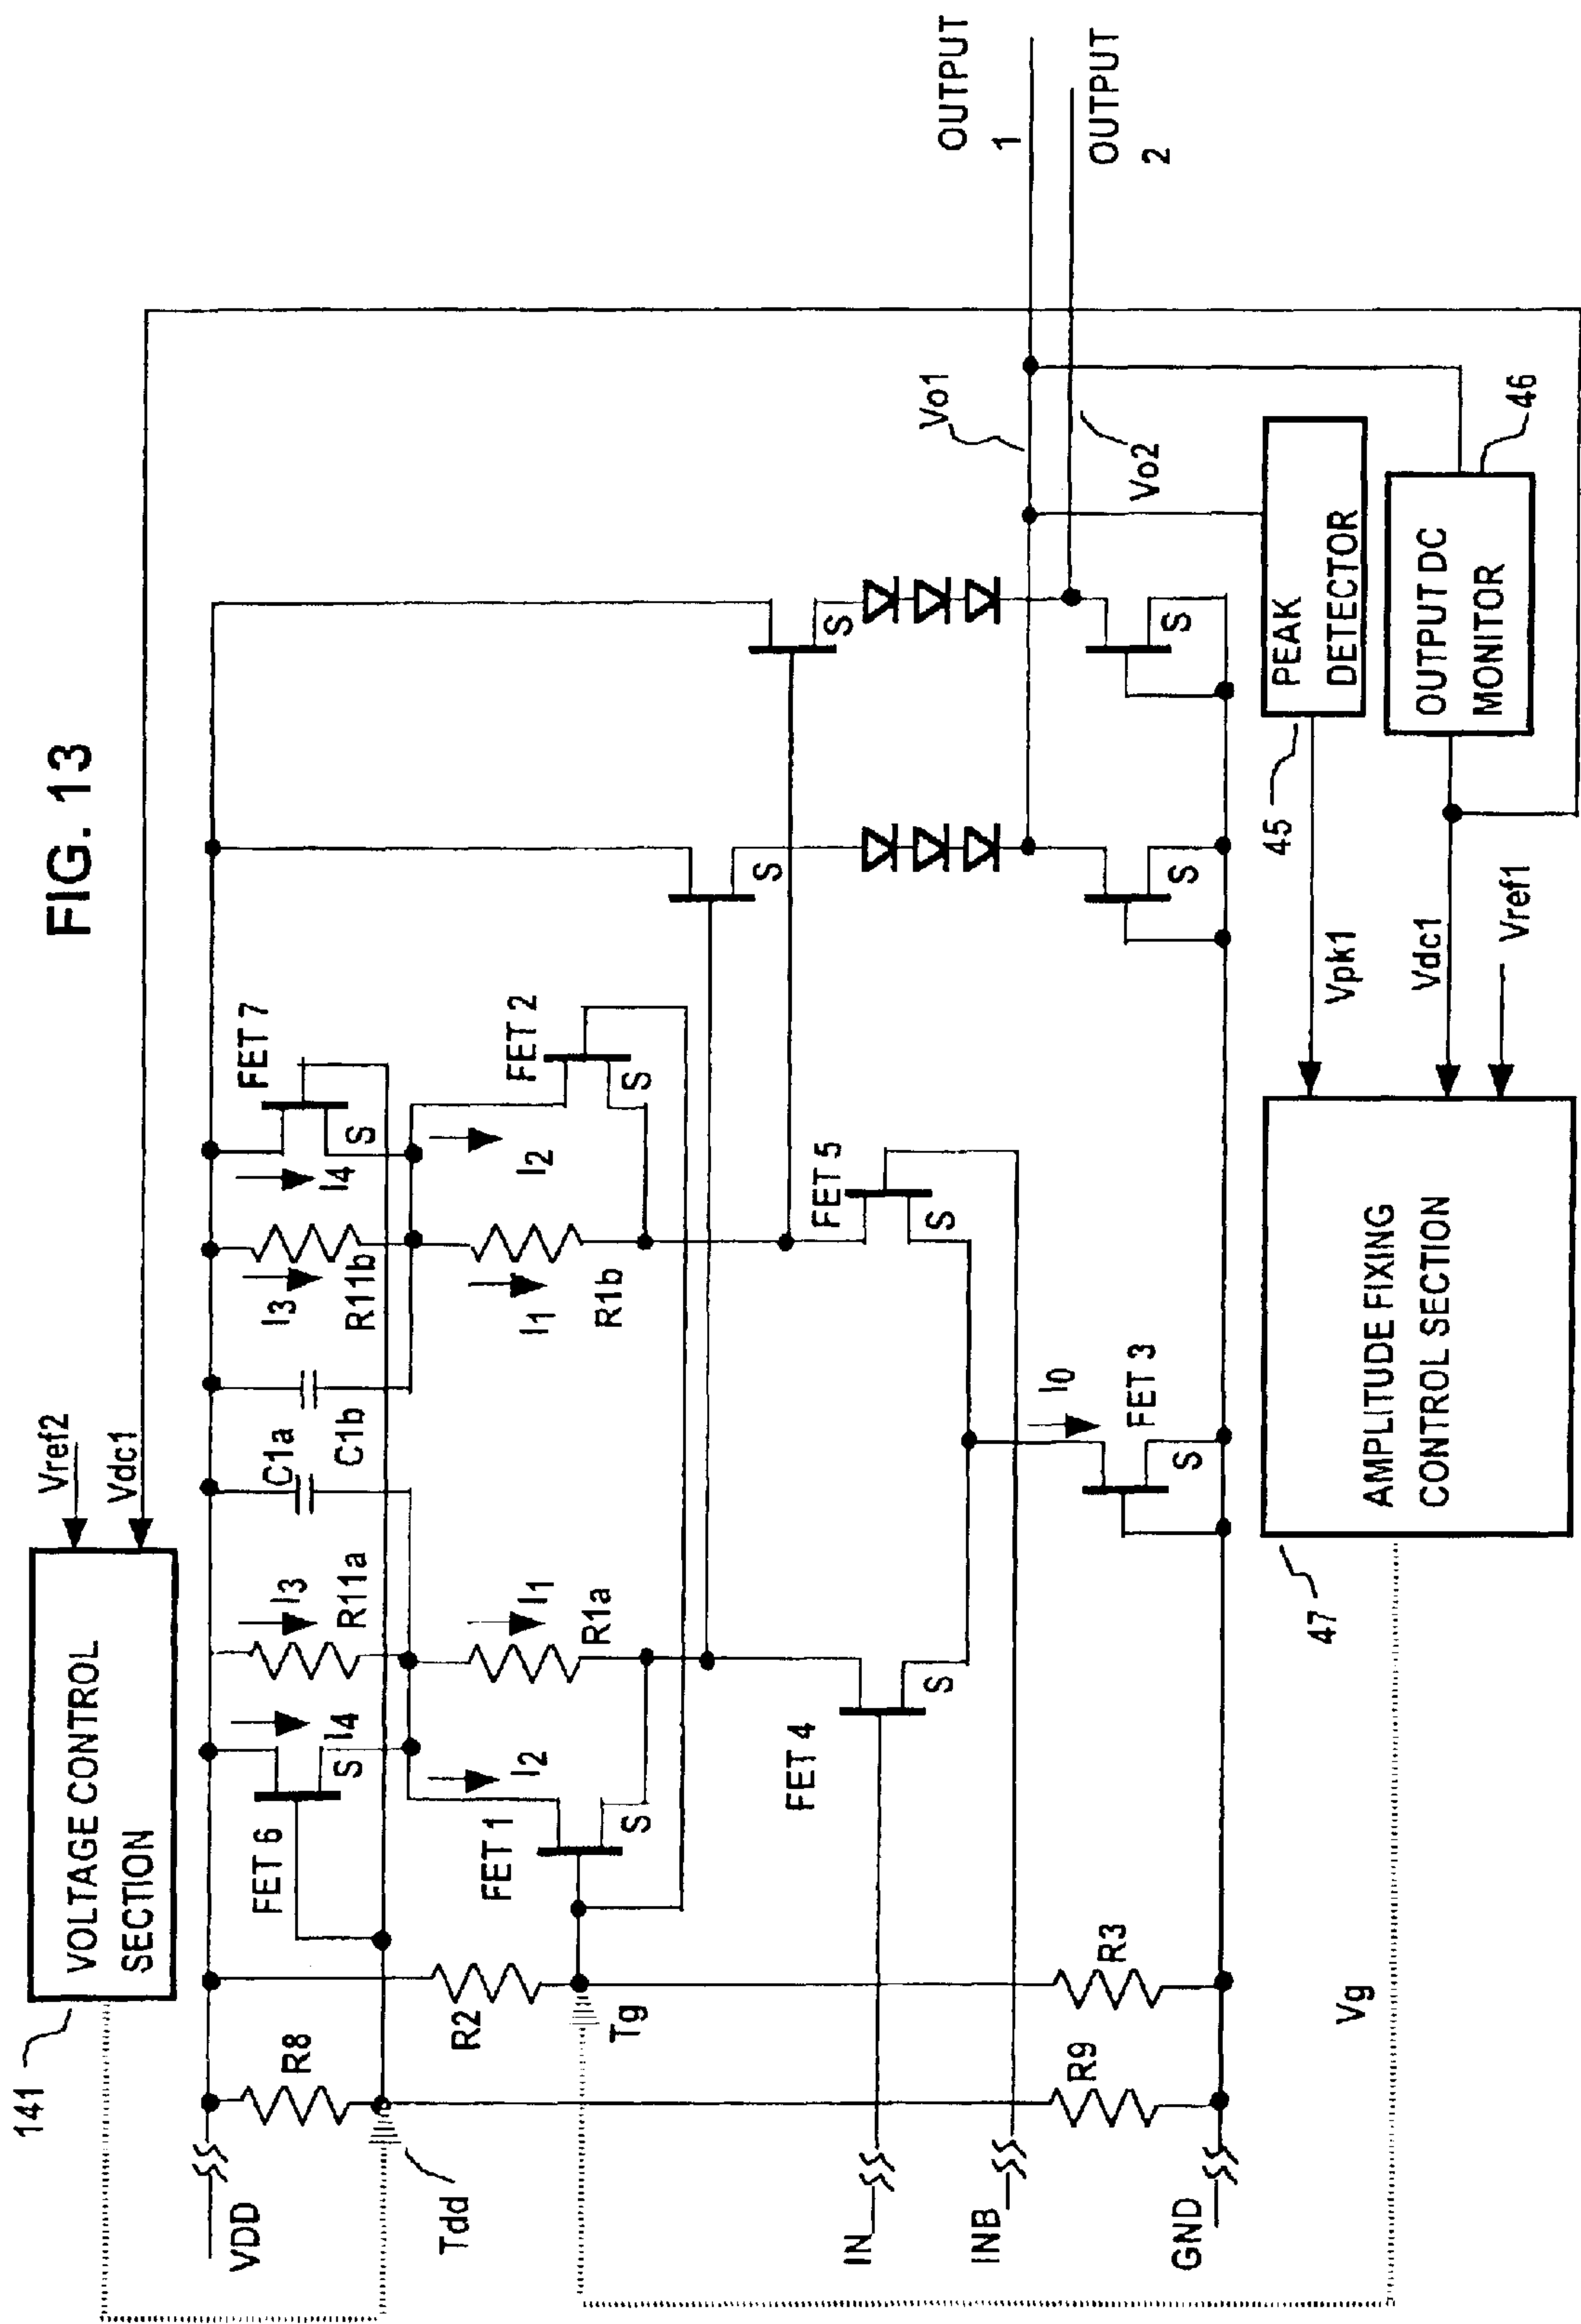 FIG. 13
141
VOLTAGE CONTROL
SECTION
Vref2
Vdc1
VDD
R8
Tdd
R2
Tg
R9
R3
FET 6
I4
S
I3
R11a
C1a
C1b
I3
R11b
I4
S
FET 7
FET 1
I2
S
I1
R1a
I1
R1b
I2
S
FET 2
FET 4
S
FET 5
S
I0
FET 3
S
IN
INB
GND
S
S
S
S
Vo1
Vo2
OUTPUT
1
OUTPUT
2
45
PEAK
DETECTOR
46
OUTPUT DC
MONITOR
Vpk1
Vdc1
Vref1
47
AMPLITUDE FIXING
CONTROL SECTION
Vg